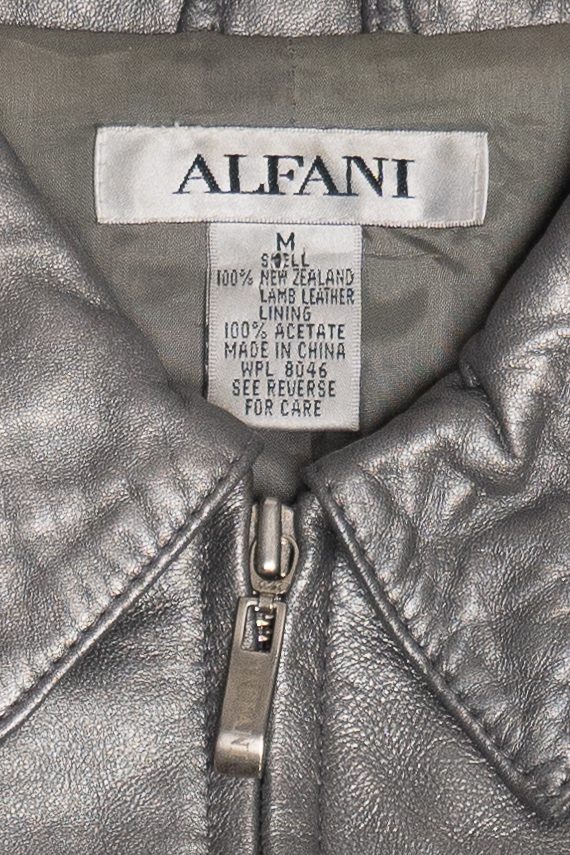 ALFANI
M
SHELL
100% NEW ZEALAND
LAMB LEATHER
LINING
100% ACETATE
MADE IN CHINA
WPL 8046
SEE REVERSE
FOR CARE
ALFANI